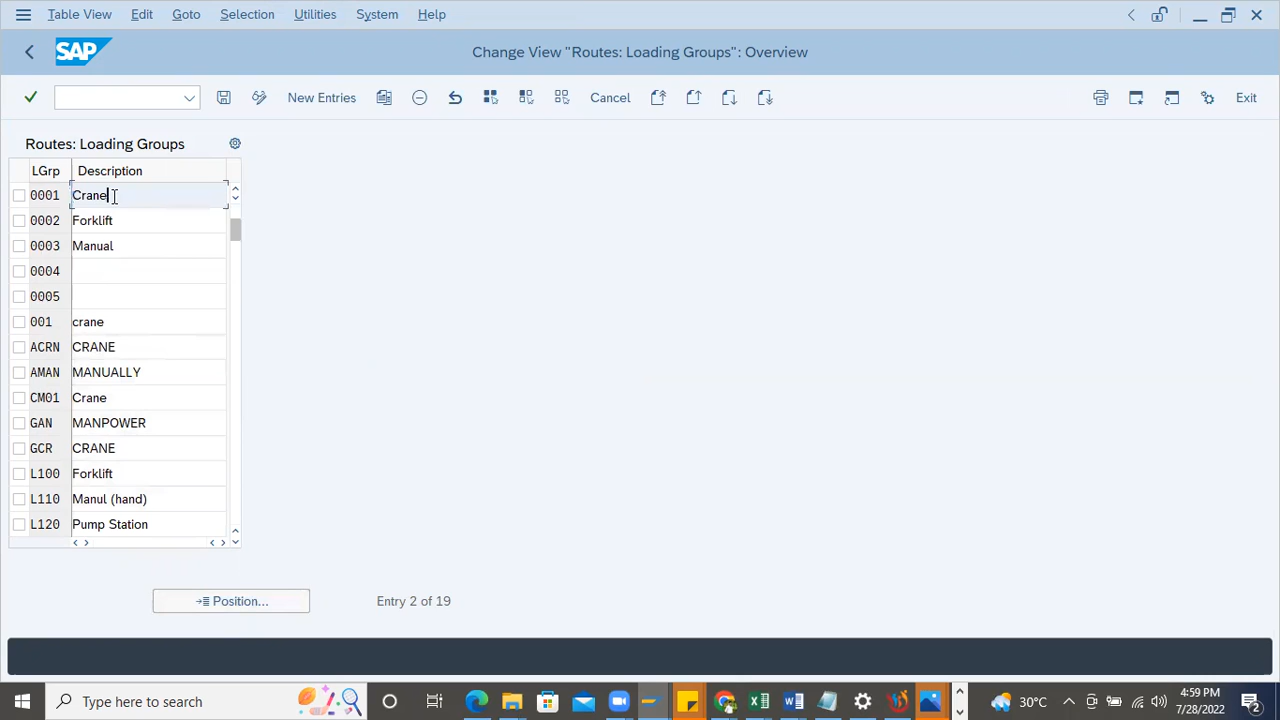 Table View Edit Goto Selection Utilities System Help
SAP Change View "Routes: Loading Groups": Overview
New Entries Cancel Exit
Routes: Loading Groups
LGrp Description
0001 Crane
0002 Forklift
0003 Manual
0004
0005
001 crane
ACRN CRANE
AMAN MANUALLY
CM01 Crane
GAN MANPOWER
GCR CRANE
L100 Forklift
L110 Manul (hand)
L120 Pump Station
Position... Entry 2 of 19
Type here to search 30°C 4:59 PM
7/28/2022 2